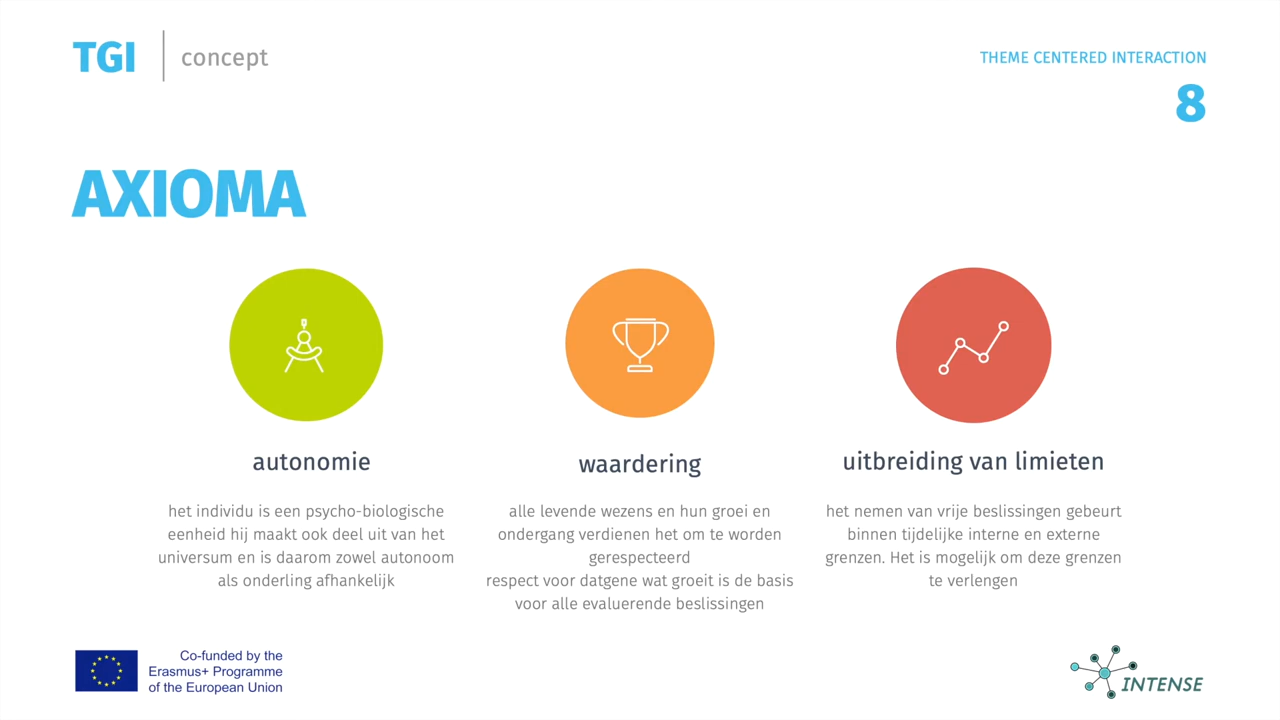 TGI
concept
THEME CENTERED INTERACTION
8
AXIOMA
autonomie
het individu is een psycho-biologische
eenheid hij maakt ook deel uit van het
universum en is daarom zowel autonoom
als onderling afhankelijk
waardering
alle levende wezens en hun groei en
ondergang verdienen het om te worden
gerespecteerd
respect voor datgene wat groeit is de basis
voor alle evaluerende beslissingen
uitbreiding van limieten
het nemen van vrije beslissingen gebeurt
binnen tijdelijke interne en externe
grenzen. Het is mogelijk om deze grenzen
te verlengen
Co-funded by the
Erasmus+ Programme
of the European Union
INTENSE